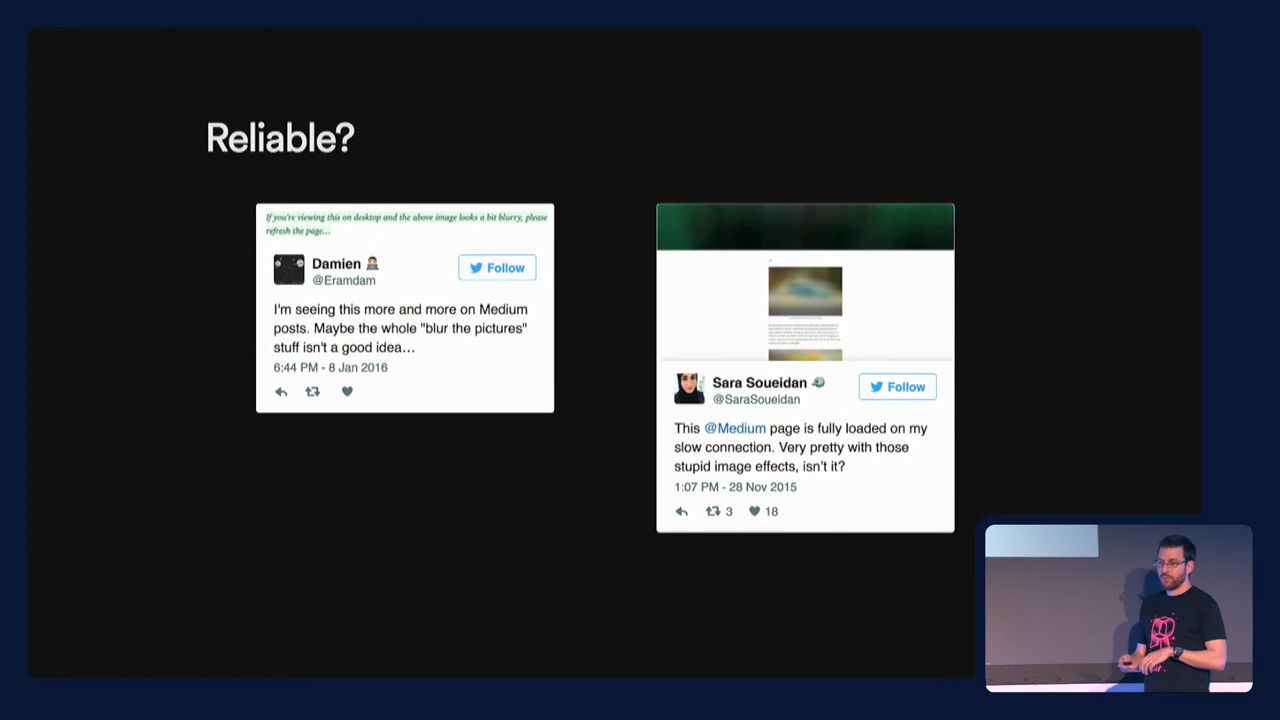 Reliable?
If you're viewing this on desktop and the above image looks a bit blurry, please
refresh the page...
Damien
Follow
@Eramdam
I'm seeing this more and more on Medium
posts. Maybe the whole "blur the pictures"
stuff isn't a good idea…
6:44 PM - 8 Jan 2016
Sara Soueidan
Follow
@SaraSoueidan
This @Medium page is fully loaded on my
slow connection. Very pretty with those
stupid image effects, isn't it?
1:07 PM - 28 Nov 2015
3 18